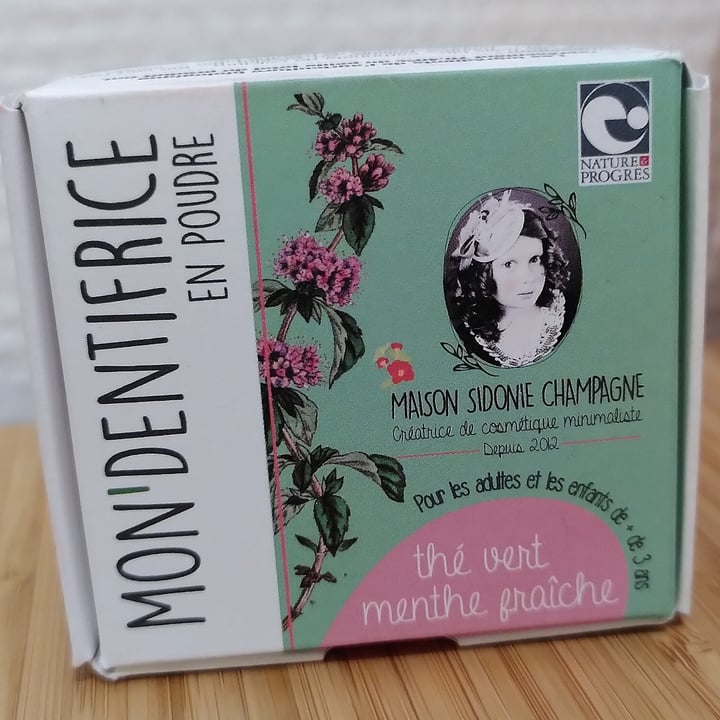 MON'DENTIFRICE
EN POUDRE
NATURE & PROGRES
MAISON SIDONIE CHAMPAGNE
Créatrice de cosmétique minimaliste
Depuis 2012
Pour les adultes et les enfants de + de 3 ans
thé vert
menthe fraîche